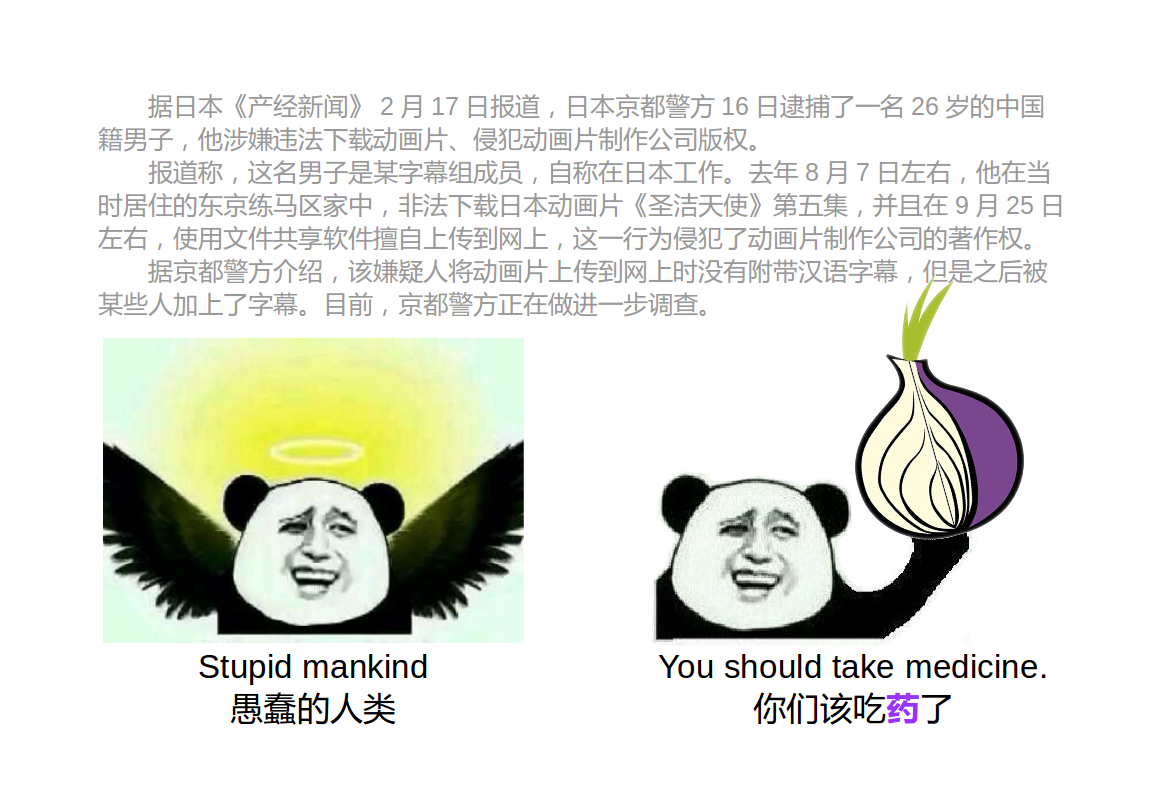 据日本《产经新闻》 2 月 17 日报道，日本京都警方 16 日逮捕了一名 26 岁的中国
籍男子，他涉嫌违法下载动画片、侵犯动画片制作公司版权。
报道称，这名男子是某字幕组成员，自称在日本工作。去年 8 月 7 日左右，他在当
时居住的东京练马区家中，非法下载日本动画片《圣洁天使》第五集，并且在 9 月 25 日
左右，使用文件共享软件擅自上传到网上，这一行为侵犯了动画片制作公司的著作权。
据京都警方介绍，该嫌疑人将动画片上传到网上时没有附带汉语字幕，但是之后被
某些人加上了字幕。目前，京都警方正在做进一步调查。
Stupid mankind
愚蠢的人类
You should take medicine.
你们该吃药了